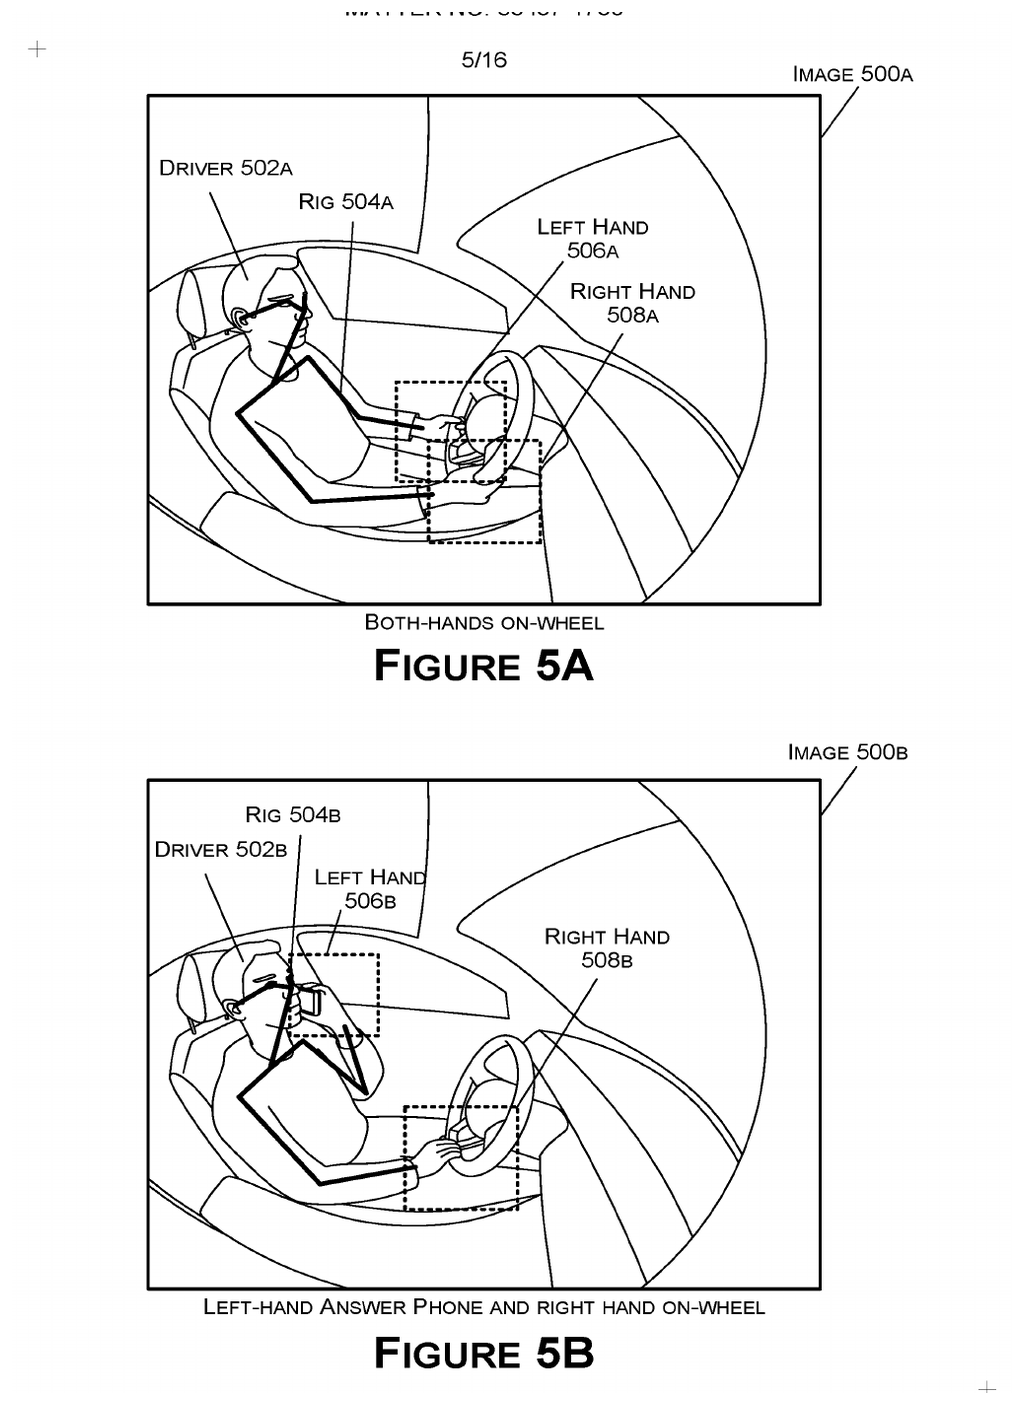 5/16
IMAGE 500A
DRIVER 502A
RIG 504A
LEFT HAND
506A
RIGHT HAND
508A
BOTH-HANDS ON-WHEEL
FIGURE 5A
IMAGE 500B
RIG 504B
DRIVER 502B
LEFT HAND
506B
RIGHT HAND
508B
LEFT-HAND ANSWER PHONE AND RIGHT HAND ON-WHEEL
FIGURE 5B